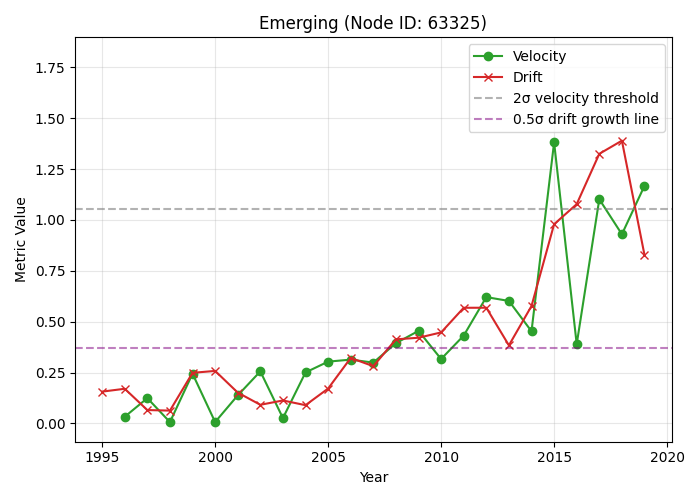 Emerging (Node ID: 63325)
Velocity
Drift
2σ velocity threshold
0.5σ drift growth line
Metric Value
1.75
1.50
1.25
1.00
0.75
0.50
0.25
0.00
1995 2000 2005 2010 2015 2020
Year